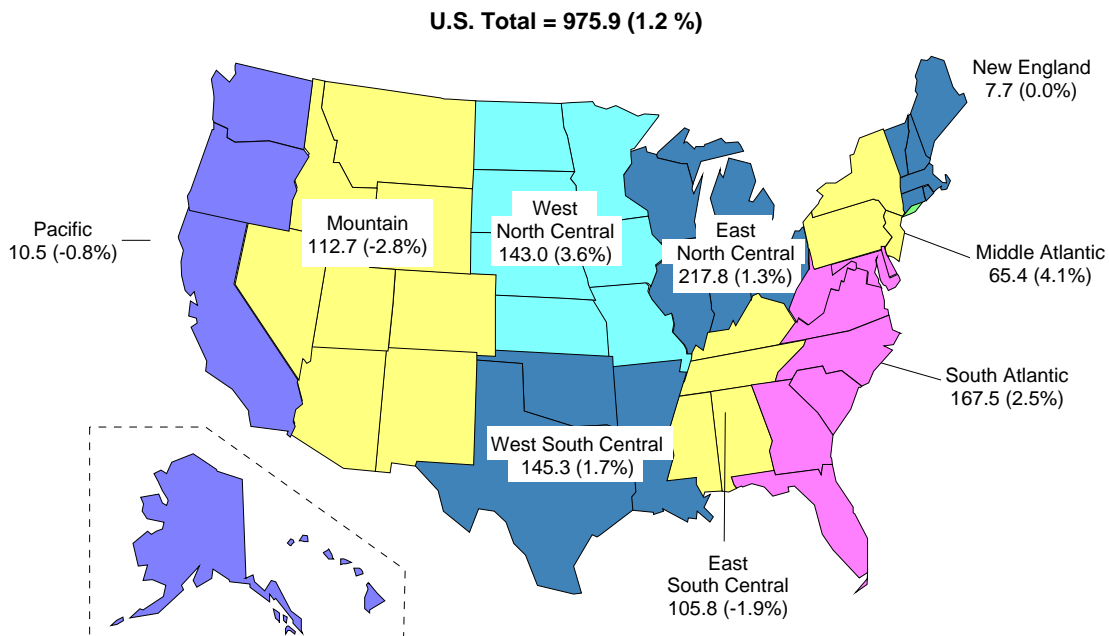 U.S. Total = 975.9 (1.2 %)
New England
7.7 (0.0%)
Pacific
10.5 (-0.8%)
Mountain
112.7 (-2.8%)
West
North Central
143.0 (3.6%)
East
North Central
217.8 (1.3%)
Middle Atlantic
65.4 (4.1%)
South Atlantic
167.5 (2.5%)
West South Central
145.3 (1.7%)
East
South Central
105.8 (-1.9%)